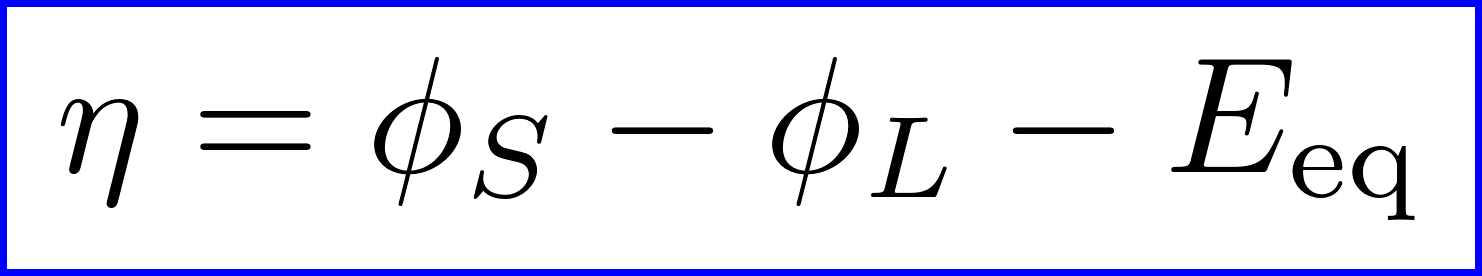 η = ϕ_S − ϕ_L − E_eq